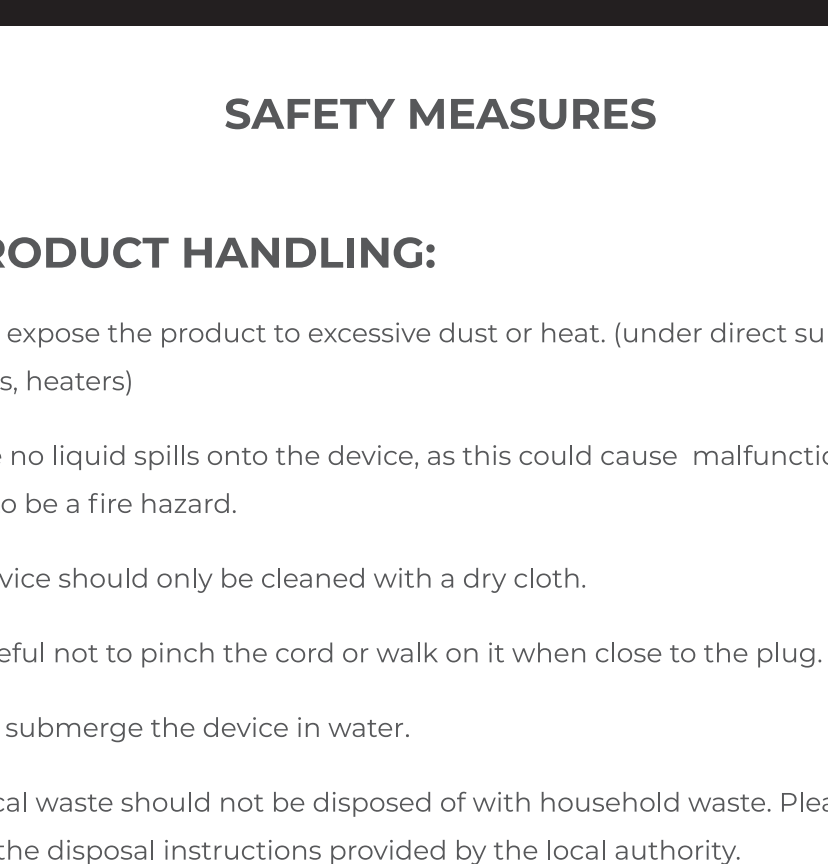 SAFETY MEASURES
RODUCT HANDLING:
expose the product to excessive dust or heat. (under direct su
s, heaters)
no liquid spills onto the device, as this could cause  malfunctio
o be a fire hazard.
vice should only be cleaned with a dry cloth.
eful not to pinch the cord or walk on it when close to the plug.
submerge the device in water.
cal waste should not be disposed of with household waste. Plea
the disposal instructions provided by the local authority.